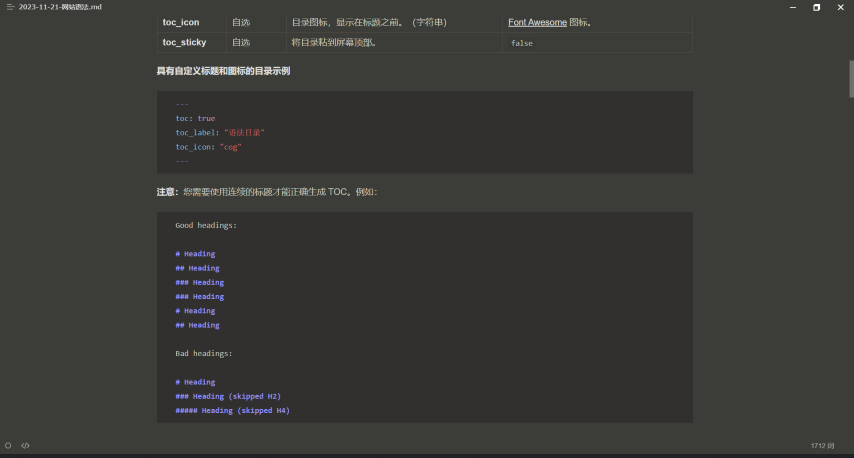 2023-11-21-网站语法.md
toc_icon 自选 目录图标，显示在标题之前。（字符串） Font Awesome 图标。
toc_sticky 自选 将目录粘到屏幕顶部。 false
具有自定义标题和图标的目录示例
---
toc: true
toc_label: "语法目录"
toc_icon: "cog"
---
注意：您需要使用连续的标题才能正确生成 TOC。例如：
Good headings:
# Heading
## Heading
### Heading
### Heading
# Heading
## Heading
Bad headings:
# Heading
### Heading (skipped H2)
##### Heading (skipped H4)
1712 词